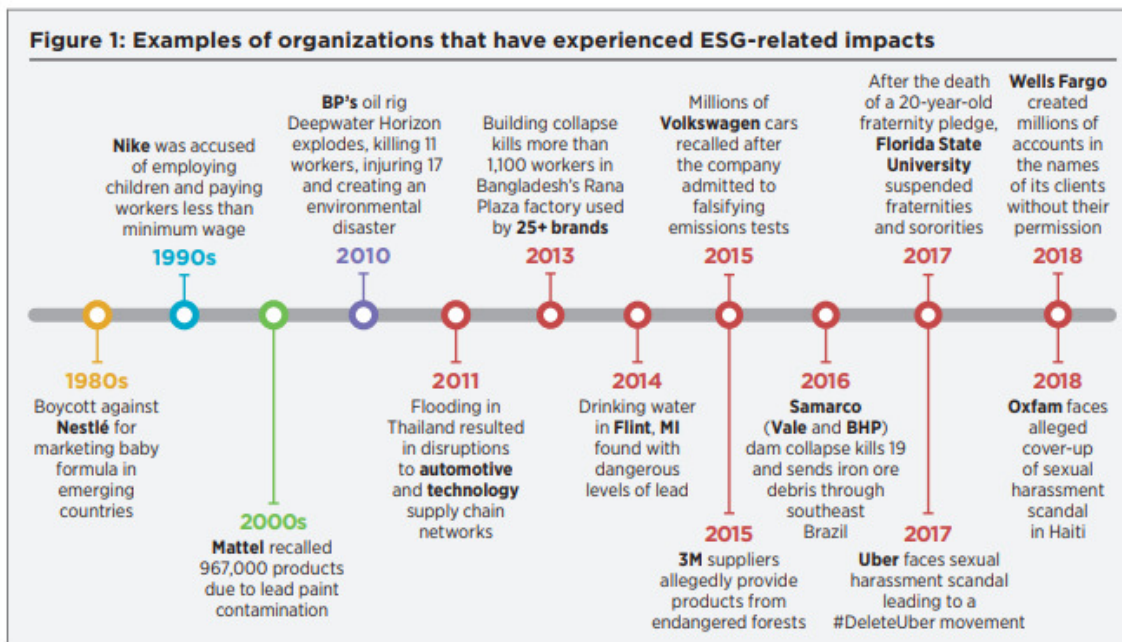 Figure 1: Examples of organizations that have experienced ESG-related impacts
Nike was accused
of employing
children and paying
workers less than
minimum wage
1990s
BP's oil rig
Deepwater Horizon
explodes, killing 11
workers, injuring 17
and creating an
environmental
disaster
2010
Building collapse
kills more than
1,100 workers in
Bangladesh's Rana
Plaza factory used
by 25+ brands
2013
Millions of
Volkswagen cars
recalled after
the company
admitted to
falsifying
emissions tests
2015
After the death
of a 20-year-old
fraternity pledge,
Florida State
University
suspended
fraternities
and sororities
2017
Wells Fargo
created
millions of
accounts in
the names
of its clients
without their
permission
2018
1980s
Boycott against
Nestlé for
marketing baby
formula in
emerging
countries
2000s
Mattel recalled
967,000 products
due to lead paint
contamination
2011
Flooding in
Thailand resulted
in disruptions
to automotive
and technology
supply chain
networks
2014
Drinking water
in Flint, MI
found with
dangerous
levels of lead
2015
3M suppliers
allegedly provide
products from
endangered forests
2016
Samarco
(Vale and BHP)
dam collapse kills 19
and sends iron ore
debris through
southeast
Brazil
2017
Uber faces sexual
harassment scandal
leading to a
#DeleteUber movement
2018
Oxfam faces
alleged
cover-up
of sexual
harassment
scandal
in Haiti